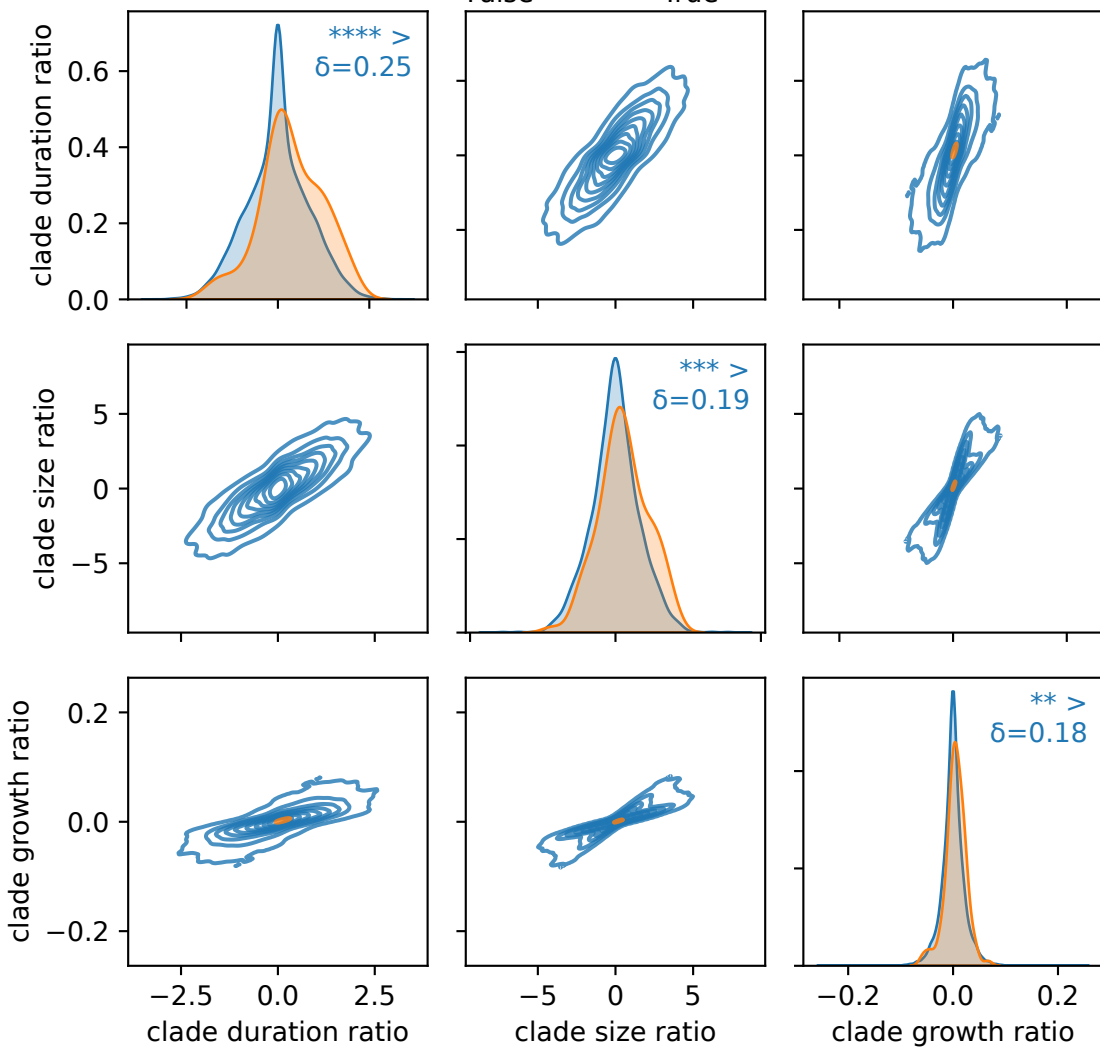 True
clade duration ratio
0.6
0.4
0.2
0.0
**** >
δ=0.25
clade size ratio
5
0
−5
*** >
δ=0.19
clade growth ratio
0.2
0.0
−0.2
** >
δ=0.18
−2.5 0.0 2.5
−5 0 5
−0.2 0.0 0.2
clade duration ratio
clade size ratio
clade growth ratio